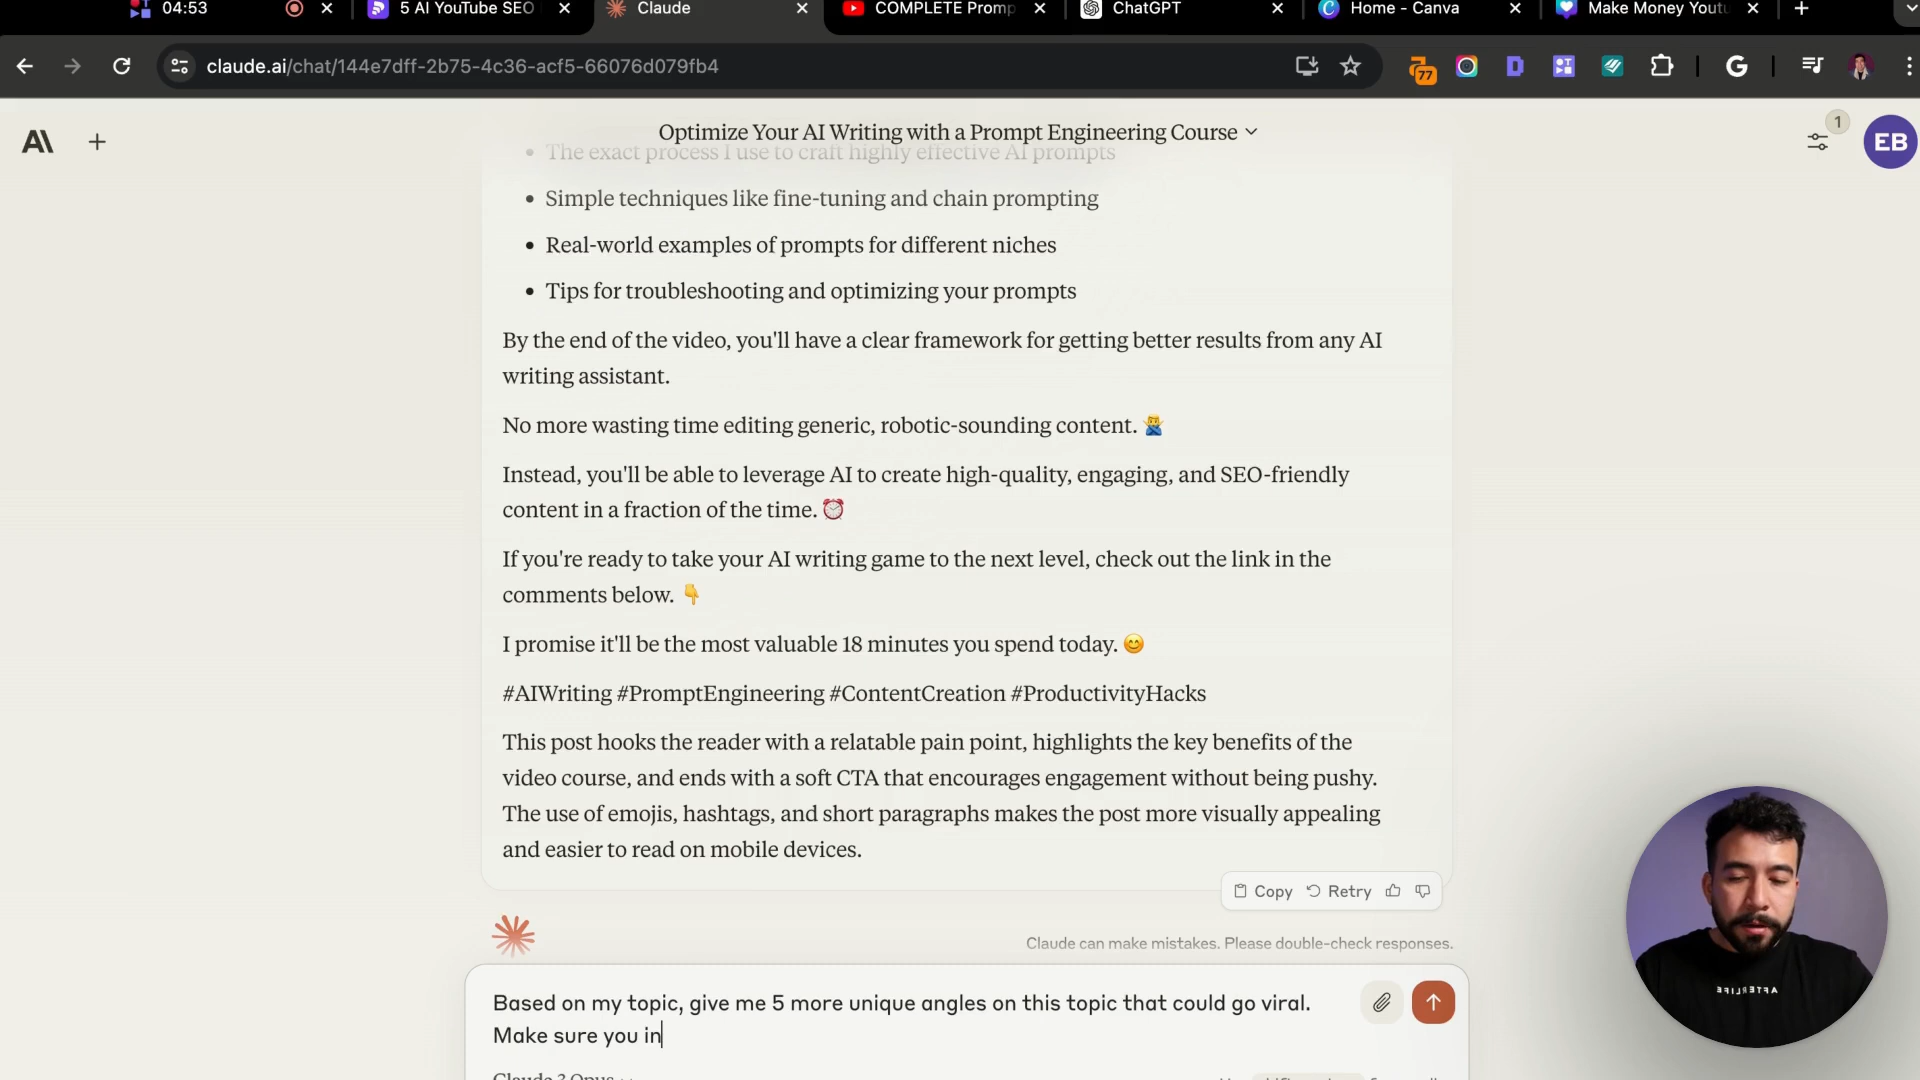 04:53
5 AI YouTube SEO
Claude
COMPLETE Promp
ChatGPT
Home - Canva
Make Money Youtu
claude.ai/chat/144e7dff-2b75-4c36-acf5-66076d079fb4
77
Optimize Your AI Writing with a Prompt Engineering Course
1
EB
• The exact process I use to craft highly effective AI prompts
• Simple techniques like fine-tuning and chain prompting
• Real-world examples of prompts for different niches
• Tips for troubleshooting and optimizing your prompts
By the end of the video, you'll have a clear framework for getting better results from any AI
writing assistant.
No more wasting time editing generic, robotic-sounding content. 🙅‍♂️
Instead, you'll be able to leverage AI to create high-quality, engaging, and SEO-friendly
content in a fraction of the time. ⏰
If you're ready to take your AI writing game to the next level, check out the link in the
comments below. 👇
I promise it'll be the most valuable 18 minutes you spend today. 😊
#AIWriting #PromptEngineering #ContentCreation #ProductivityHacks
This post hooks the reader with a relatable pain point, highlights the key benefits of the
video course, and ends with a soft CTA that encourages engagement without being pushy.
The use of emojis, hashtags, and short paragraphs makes the post more visually appealing
and easier to read on mobile devices.
Copy Retry
Claude can make mistakes. Please double-check responses.
Based on my topic, give me 5 more unique angles on this topic that could go viral.
Make sure you in
Claude 3 Opus
AFTERLIFE